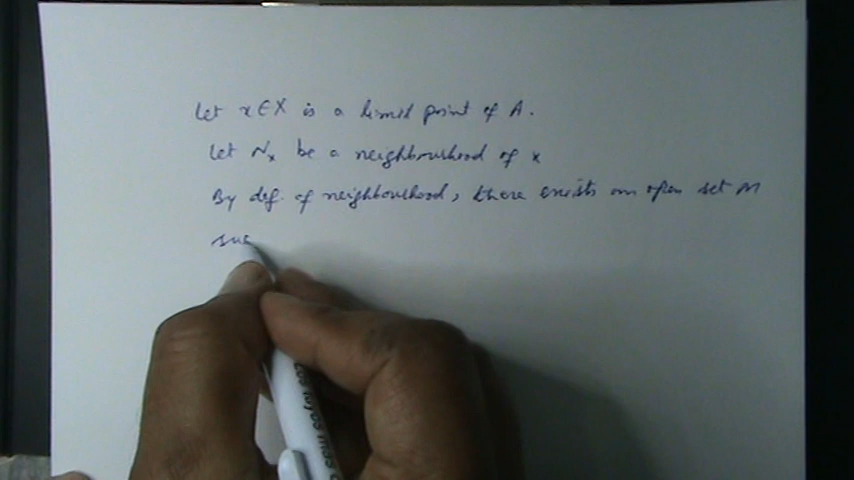 Let x ∈ X is a limit point of A.
Let Nx be a neighbourhood of x
By def. of neighbourhood, there exists an open set M
suc